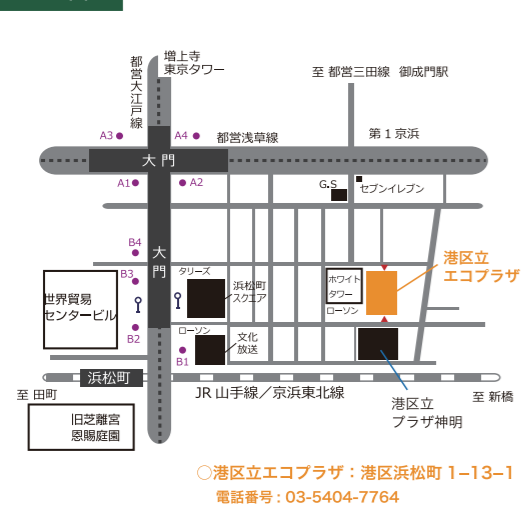 都営大江戸線
増上寺
東京タワー
至 都営三田線 御成門駅
A3
A4
都営浅草線
第1京浜
大門
A1
A2
G.S
セブンイレブン
大門
B4
B3
B2
タリーズ
浜松町
スクエア
ホワイト
タワー
ローソン
港区立
エコプラザ
世界貿易
センタービル
ローソン
文化
放送
B1
浜松町
至 田町
JR 山手線／京浜東北線
港区立
プラザ神明
至 新橋
旧芝離宮
恩賜庭園
○港区立エコプラザ：港区浜松町 1−13−1
電話番号：03-5404-7764